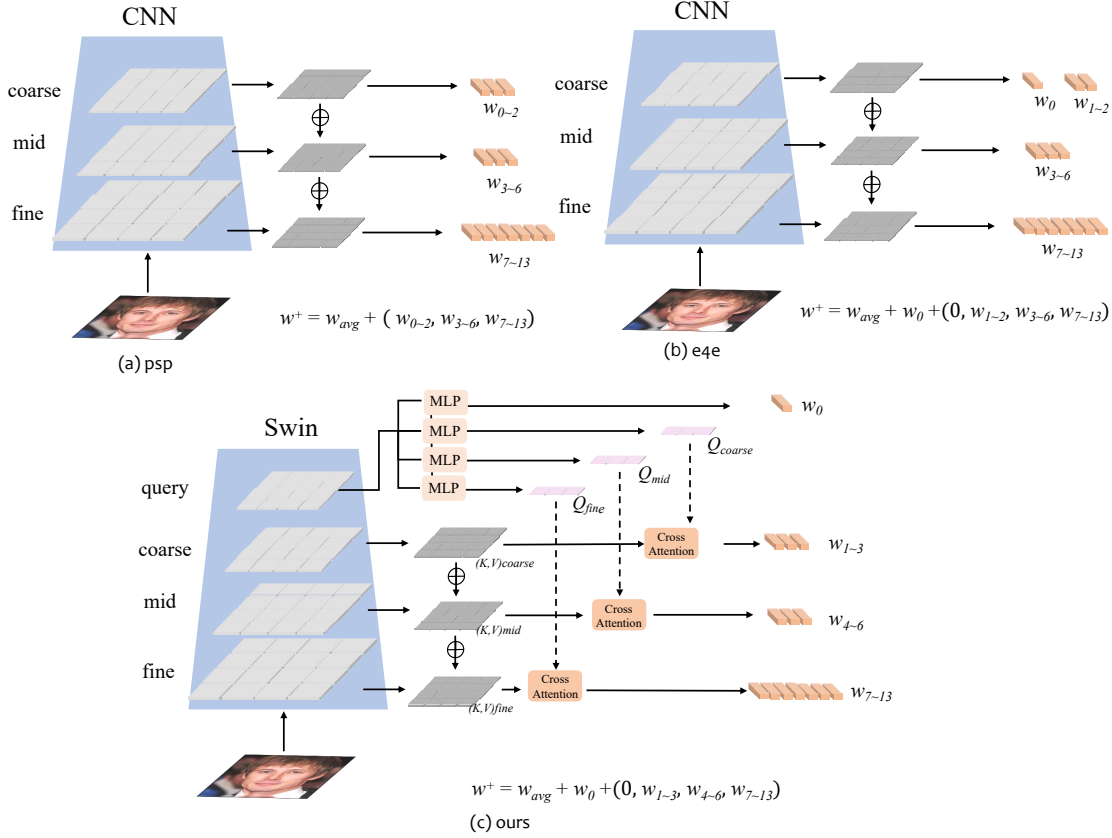 CNN
coarse
mid
fine
w0~2
w3~6
w7~13
w+ = wavg + ( w0~2, w3~6, w7~13)
(a) psp
CNN
coarse
mid
fine
w0
w1~2
w3~6
w7~13
w+ = wavg + w0 +(0, w1~2, w3~6, w7~13)
(b) e4e
Swin
query
coarse
mid
fine
MLP
MLP
MLP
MLP
w0
Qcoarse
Qmid
Qfine
(K,V)coarse
Cross
Attention
w1~3
(K,V)mid
Cross
Attention
w4~6
(K,V)fine
Cross
Attention
w7~13
w+ = wavg + w0 +(0, w1~3, w4~6, w7~13)
(c) ours